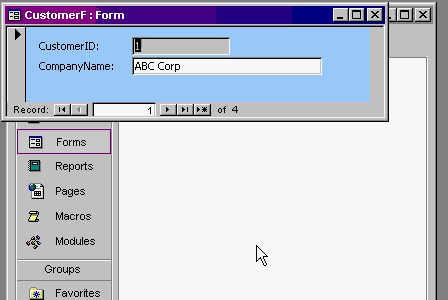 CustomerF : Form
CustomerID: 1
CompanyName: ABC Corp
Record: 1 of 4
Forms
Reports
Pages
Macros
Modules
Groups
Favorites